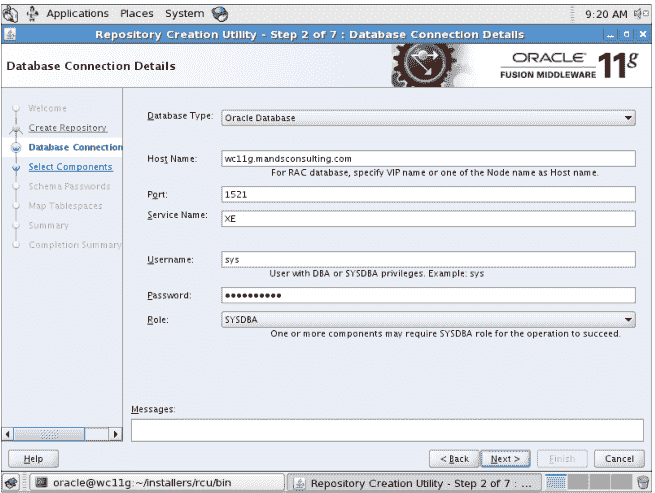 Applications Places System 9:20 AM
Repository Creation Utility - Step 2 of 7 : Database Connection Details
Database Connection Details
ORACLE
FUSION MIDDLEWARE 11g
Welcome
Create Repository
Database Connection
Select Components
Schema Passwords
Map Tablespaces
Summary
Completion Summary
Database Type: Oracle Database
Host Name: wc11g.mandsconsulting.com
For RAC database, specify VIP name or one of the Node name as Host name.
Port: 1521
Service Name: XE
Username: sys
User with DBA or SYSDBA privileges. Example: sys
Password: ●●●●●●●●●●
Role: SYSDBA
One or more components may require SYSDBA role for the operation to succeed.
Messages:
Help < Back Next > Finish Cancel
oracle@wc11g:~/installers/rcu/bin Repository Creation Utility - Step 2 of 7 : ...